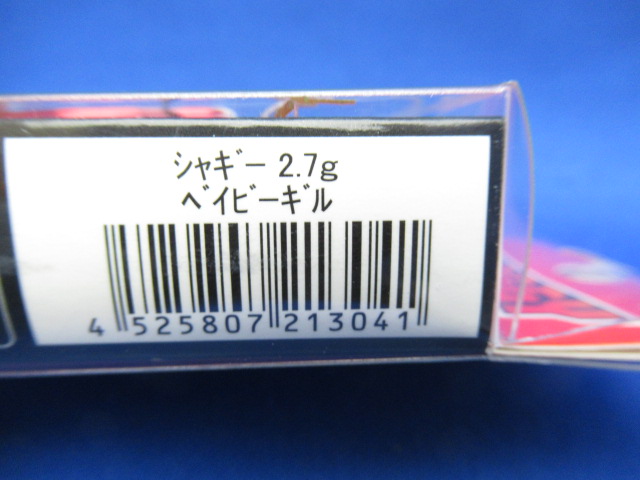 ｼｬｷﾞｰ 2.7g
ﾍﾞｲﾋﾞｰｷﾞﾙ
4 525807 213041